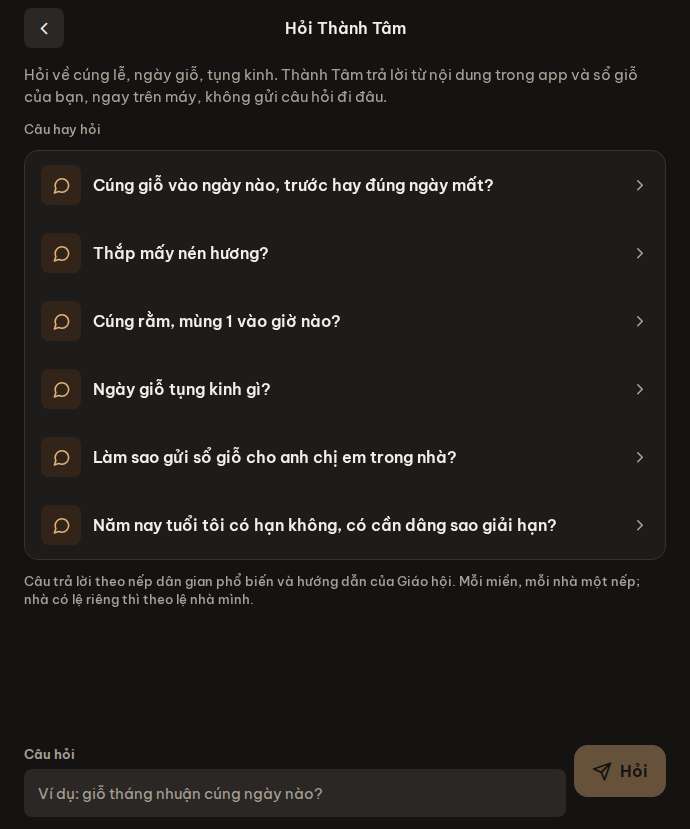 Hỏi Thành Tâm
Hỏi về cúng lễ, ngày giỗ, tụng kinh. Thành Tâm trả lời từ nội dung trong app và sổ giỗ
của bạn, ngay trên máy, không gửi câu hỏi đi đâu.
Câu hay hỏi
Cúng giỗ vào ngày nào, trước hay đúng ngày mất?
Thắp mấy nén hương?
Cúng rằm, mùng 1 vào giờ nào?
Ngày giỗ tụng kinh gì?
Làm sao gửi sổ giỗ cho anh chị em trong nhà?
Năm nay tuổi tôi có hạn không, có cần dâng sao giải hạn?
Câu trả lời theo nếp dân gian phổ biến và hướng dẫn của Giáo hội. Mỗi miền, mỗi nhà một nếp;
nhà có lệ riêng thì theo lệ nhà mình.
Câu hỏi
Ví dụ: giỗ tháng nhuận cúng ngày nào?
Hỏi